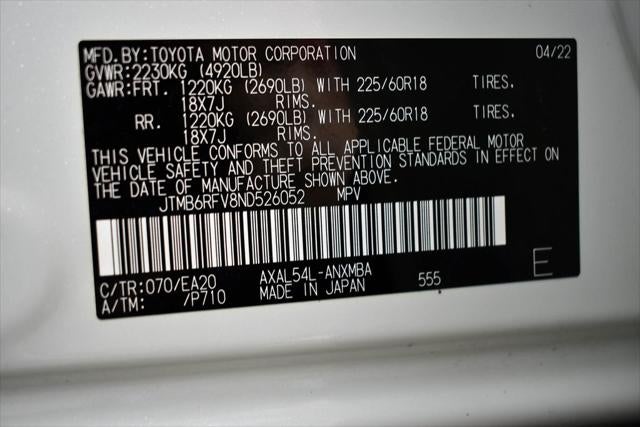 MFD.BY:TOYOTA MOTOR CORPORATION 04/22
GVWR:2230KG (4920LB)
GAWR:FRT. 1220KG (2690LB) WITH 225/60R18 TIRES.
18X7J RIMS.
RR. 1220KG (2690LB) WITH 225/60R18 TIRES.
18X7J RIMS.
THIS VEHICLE CONFORMS TO ALL APPLICABLE FEDERAL MOTOR
VEHICLE SAFETY AND THEFT PREVENTION STANDARDS IN EFFECT ON
THE DATE OF MANUFACTURE SHOWN ABOVE.
JTMB6RFV8ND526052 MPV
C/TR:070/EA20 AXAL54L-ANXMBA 555 E
A/TM: 7P710 MADE IN JAPAN